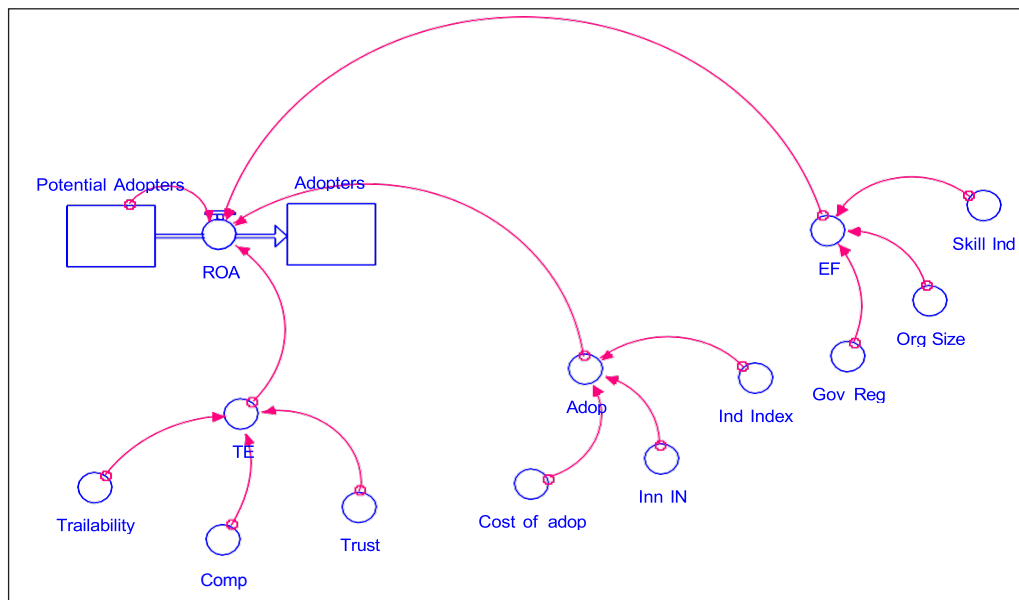 Potential Adopters
Adopters
ROA
EF
Skill Ind
Org Size
Gov Reg
Adop
Ind Index
Inn IN
Cost of adop
TE
Trailability
Comp
Trust